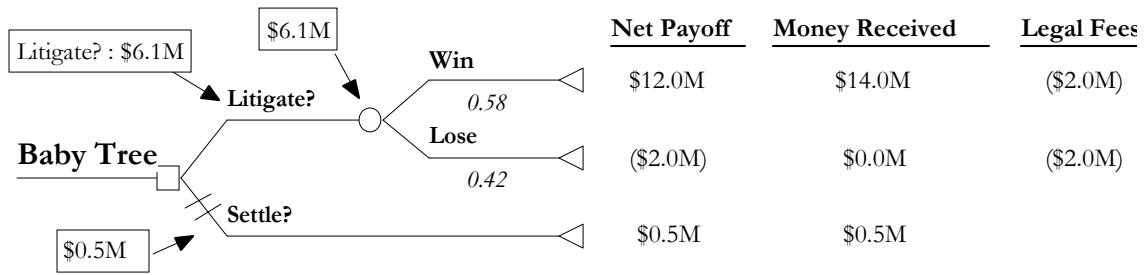 Net Payoff Money Received Legal Fees
$6.1M
Litigate? : $6.1M
Win
$12.0M $14.0M ($2.0M)
0.58
Litigate?
Lose
Baby Tree
($2.0M) $0.0M ($2.0M)
0.42
Settle?
$0.5M
$0.5M $0.5M